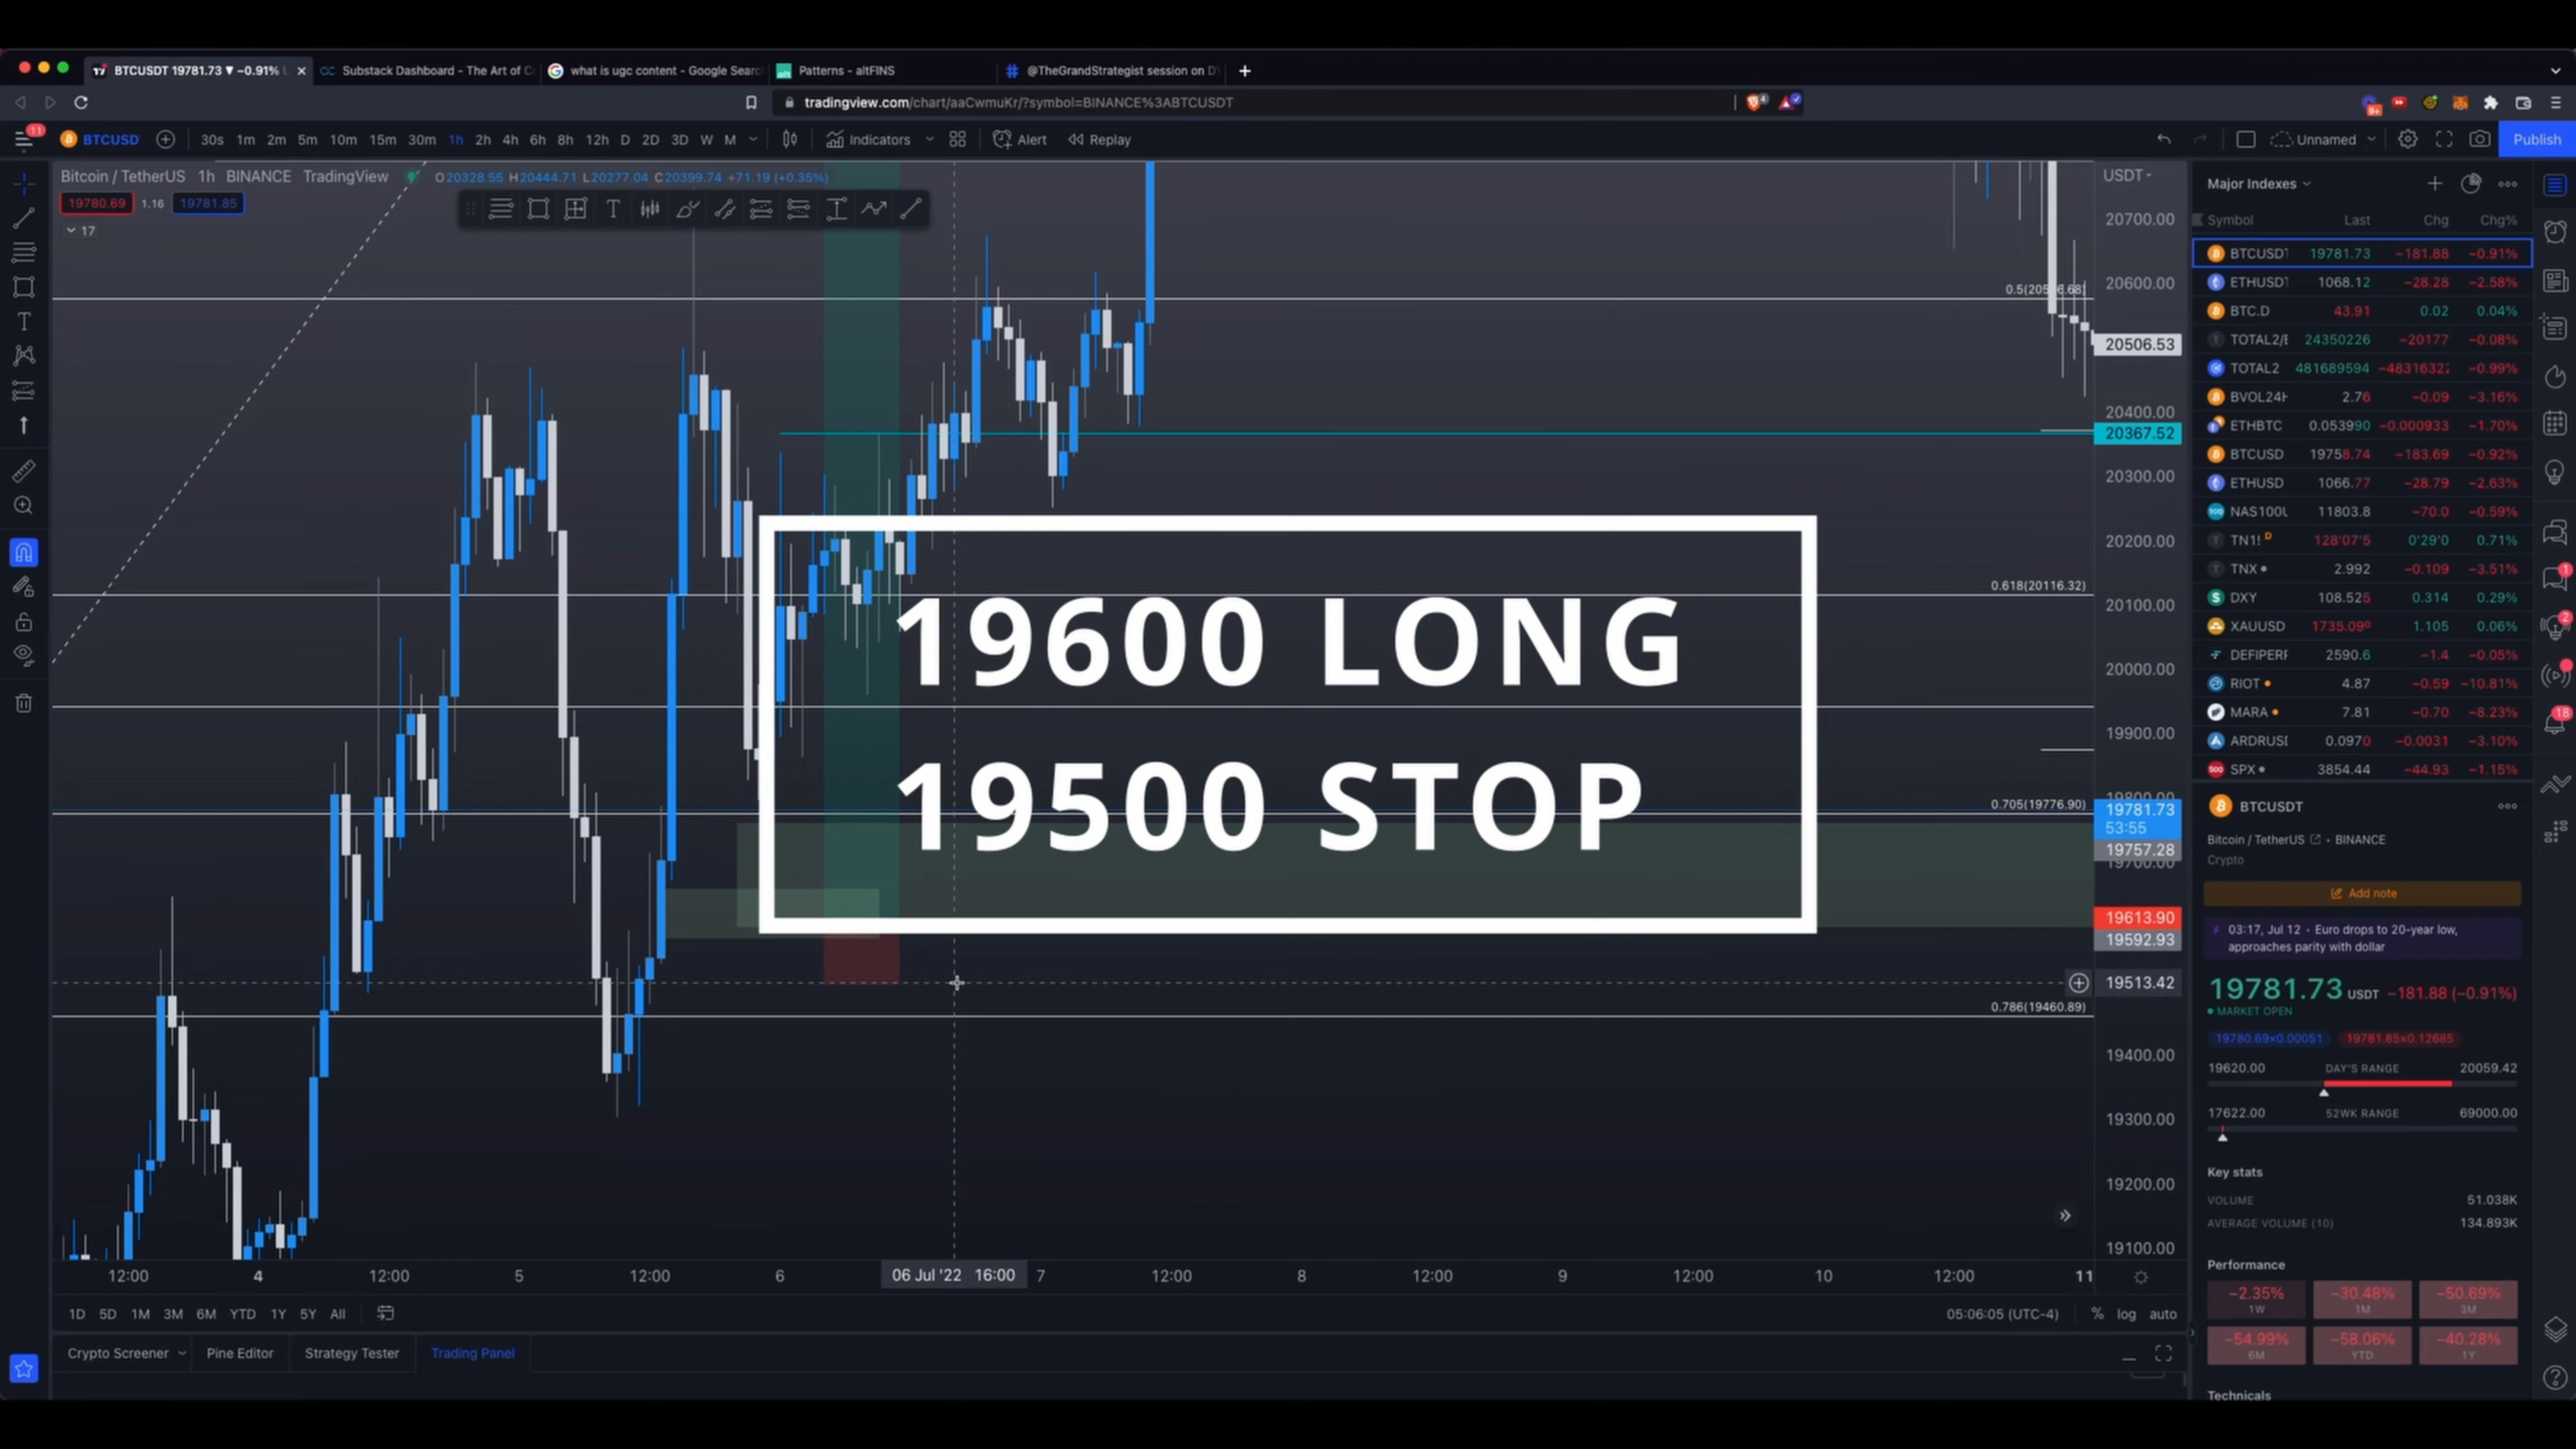 BTCUSDT 19781.73 ▼ −0.91%
Substack Dashboard - The Art of C
what is ugc content - Google Searc
Patterns - altFINS
@TheGrandStrategist session on D
tradingview.com/chart/aaCwmuKr/?symbol=BINANCE%3ABTCUSDT
11
BTCUSD
30s 1m 2m 5m 10m 15m 30m 1h 2h 4h 6h 8h 12h D 2D 3D W M
Indicators
Alert
Replay
Unnamed
Publish
Bitcoin / TetherUS 1h BINANCE TradingView
O20328.55 H20444.71 L20277.04 C20399.74 +71.19 (+0.35%)
19780.69 1.16 19781.85
17
19600 LONG
19500 STOP
0.618(20116.32)
0.705(19776.90)
0.786(19460.89)
USDT
20700.00
20600.00
20506.53
20400.00
20367.52
20300.00
20200.00
20100.00
20000.00
19900.00
19781.73
53:55
19757.28
19613.90
19592.93
19513.42
19400.00
19300.00
19200.00
19100.00
12:00 4 12:00 5 12:00 6 06 Jul '22 16:00 7 12:00 8 12:00 9 12:00 10 12:00 11
1D 5D 1M 3M 6M YTD 1Y 5Y All
05:06:05 (UTC-4) % log auto
Crypto Screener
Pine Editor
Strategy Tester
Trading Panel
Major Indexes
Symbol Last Chg Chg%
BTCUSDT 19781.73 −181.88 −0.91%
ETHUSDT 1068.12 −28.28 −2.58%
BTC.D 43.91 0.02 0.04%
TOTAL2/E 24350226 −20177 −0.08%
TOTAL2 481689594 −4831632 −0.99%
BVOL24H 2.76 −0.09 −3.16%
ETHBTC 0.053990 −0.000933 −1.70%
BTCUSD 19758.74 −183.69 −0.92%
ETHUSD 1066.77 −28.79 −2.63%
NAS100U 11803.8 −70.0 −0.59%
TN1! D 128'07'5 0'29'0 0.71%
TNX 2.992 −0.109 −3.51%
DXY 108.525 0.314 0.29%
XAUUSD 1735.090 1.105 0.06%
DEFIPERP 2590.6 −1.4 −0.05%
RIOT 4.87 −0.59 −10.81%
MARA 7.81 −0.70 −8.23%
ARDRUSD 0.0970 −0.0031 −3.10%
SPX 3854.44 −44.93 −1.15%
BTCUSDT
Bitcoin / TetherUS • BINANCE
Crypto
Add note
03:17, Jul 12 • Euro drops to 20-year low,
approaches parity with dollar
19781.73 USDT −181.88 (−0.91%)
MARKET OPEN
19780.69×0.00051 19781.85×0.12685
19620.00 DAY'S RANGE 20059.42
17622.00 52WK RANGE 69000.00
Key stats
VOLUME 51.038K
AVERAGE VOLUME (10) 134.893K
Performance
−2.35% −30.48% −50.69%
1W 1M 3M
−54.99% −58.06% −40.28%
6M YTD 1Y
Technicals